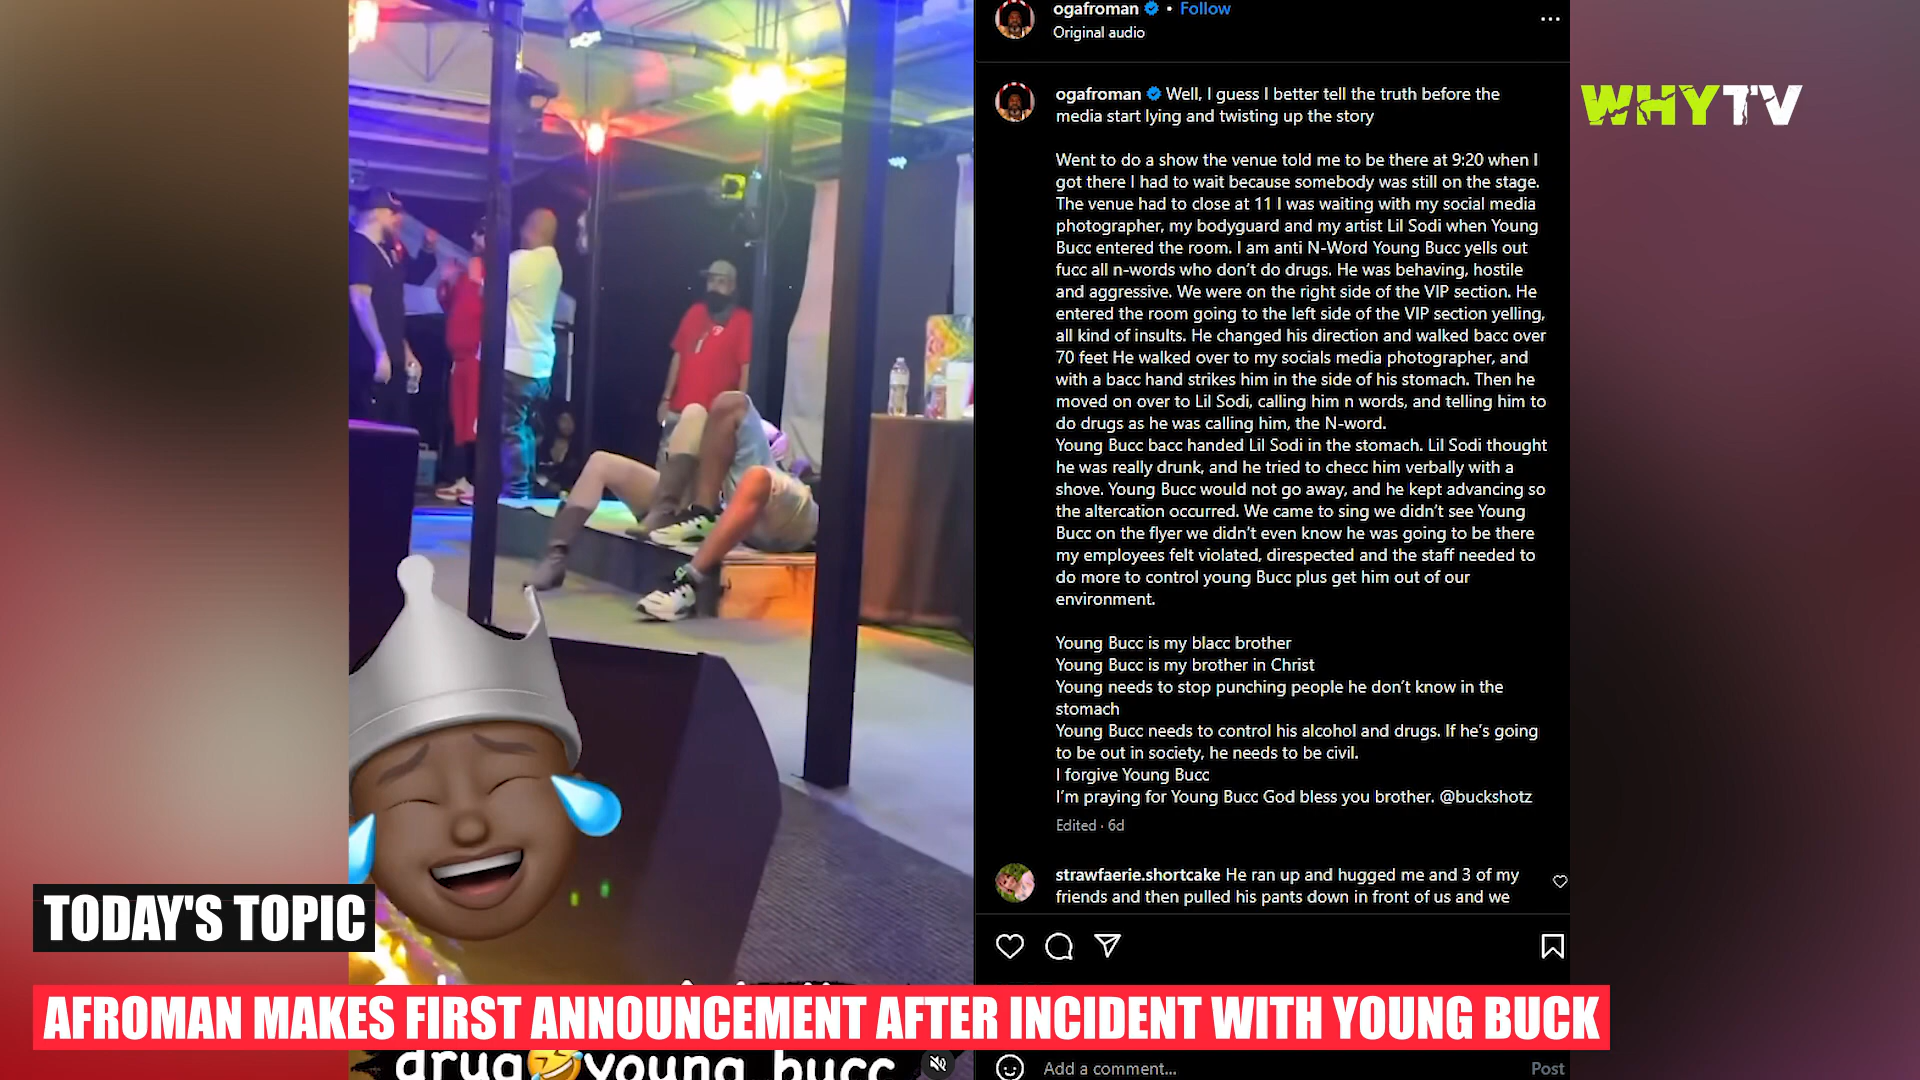 ogafroman • Follow
Original audio
WHYTV
ogafroman Well, I guess I better tell the truth before the
media start lying and twisting up the story
Went to do a show the venue told me to be there at 9:20 when I
got there I had to wait because somebody was still on the stage.
The venue had to close at 11 I was waiting with my social media
photographer, my bodyguard and my artist Lil Sodi when Young
Bucc entered the room. I am anti N-Word Young Bucc yells out
fucc all n-words who don’t do drugs. He was behaving, hostile
and aggressive. We were on the right side of the VIP section. He
entered the room going to the left side of the VIP section yelling,
all kind of insults. He changed his direction and walked bacc over
70 feet He walked over to my socials media photographer, and
with a bacc hand strikes him in the side of his stomach. Then he
moved on over to Lil Sodi, calling him n words, and telling him to
do drugs as he was calling him, the N-word.
Young Bucc bacc handed Lil Sodi in the stomach. Lil Sodi thought
he was really drunk, and he tried to checc him verbally with a
shove. Young Bucc would not go away, and he kept advancing so
the altercation occurred. We came to sing we didn’t see Young
Bucc on the flyer we didn’t even know he was going to be there
my employees felt violated, direspected and the staff needed to
do more to control young Bucc plus get him out of our
environment.
Young Bucc is my blacc brother
Young Bucc is my brother in Christ
Young needs to stop punching people he don’t know in the
stomach
Young Bucc needs to control his alcohol and drugs. If he’s going
to be out in society, he needs to be civil.
I forgive Young Bucc
I’m praying for Young Bucc God bless you brother. @buckshotz
Edited · 6d
strawfaerie.shortcake He ran up and hugged me and 3 of my
friends and then pulled his pants down in front of us and we
TODAY'S TOPIC
AFROMAN MAKES FIRST ANNOUNCEMENT AFTER INCIDENT WITH YOUNG BUCK
drug🤣young bucc
Add a comment...
Post